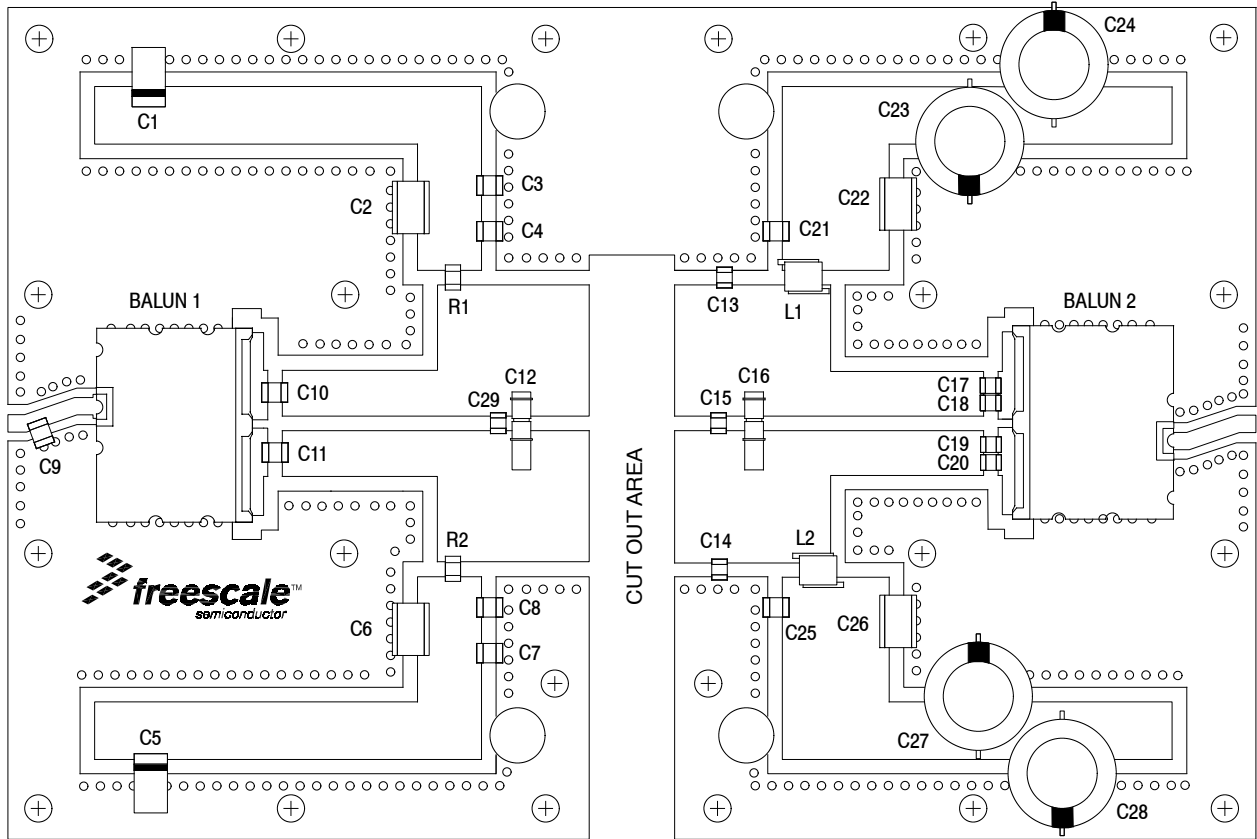 C24
C23
C1
C3
C2
C22
C4
C21
BALUN 1
R1
C13
L1
BALUN 2
C10
C29
C12
C15
C16
C17
C18
C9
C11
C19
C20
CUT OUT AREA
R2
C14
L2
freescale™
semiconductor
C8
C6
C25
C26
C7
C5
C27
C28